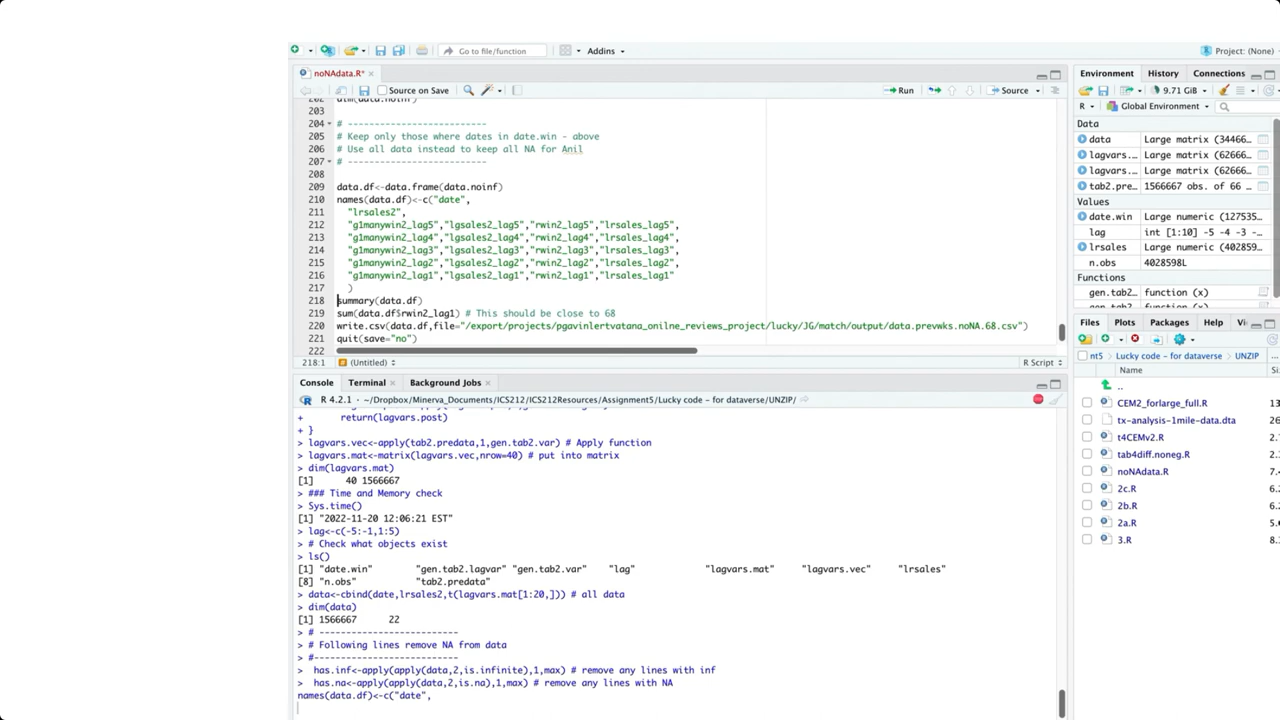 Go to file/function
Addins
Project: (None)
noNAdata.R*
Source on Save
Run
Source
202 dim(data.noinf)
203
204 # --------------------------
205 # Keep only those where dates in date.win - above
206 # Use all data instead to keep all NA for Anil
207 # --------------------------
208
209 data.df<-data.frame(data.noinf)
210 names(data.df)<-c("date",
211 "lrsales2",
212 "g1manywin2_lag5","lgsales2_lag5","rwin2_lag5","lrsales_lag5",
213 "g1manywin2_lag4","lgsales2_lag4","rwin2_lag4","lrsales_lag4",
214 "g1manywin2_lag3","lgsales2_lag3","rwin2_lag3","lrsales_lag3",
215 "g1manywin2_lag2","lgsales2_lag2","rwin2_lag2","lrsales_lag2",
216 "g1manywin2_lag1","lgsales2_lag1","rwin2_lag1","lrsales_lag1"
217 )
218 summary(data.df)
219 sum(data.df$rwin2_lag1) # This should be close to 68
220 write.csv(data.df,file="/export/projects/pgavinlertvatana_onilne_reviews_project/lucky/JG/match/output/data.prevwks.noNA.68.csv")
221 quit(save="no")
222
218:1 (Untitled) R Script
Console Terminal Background Jobs
R 4.2.1 · ~/Dropbox/Minerva_Documents/ICS212/ICS212Resources/Assignment5/Lucky code - for dataverse/UNZIP/
+ return(lagvars.post)
+ }
> lagvars.vec<-apply(tab2.predata,1,gen.tab2.var) # Apply function
> lagvars.mat<-matrix(lagvars.vec,nrow=40) # put into matrix
> dim(lagvars.mat)
[1] 40 1566667
> ### Time and Memory check
> Sys.time()
[1] "2022-11-20 12:06:21 EST"
> lag<-c(-5:-1,1:5)
> # Check what objects exist
> ls()
[1] "date.win" "gen.tab2.lagvar" "gen.tab2.var" "lag" "lagvars.mat" "lagvars.vec" "lrsales"
[8] "n.obs" "tab2.predata"
> data<-cbind(date,lrsales2,t(lagvars.mat[1:20,])) # all data
> dim(data)
[1] 1566667 22
> # --------------------------
> # Following lines remove NA from data
> #---------------------------
> has.inf<-apply(apply(data,2,is.infinite),1,max) # remove any lines with inf
> has.na<-apply(apply(data,2,is.na),1,max) # remove any lines with NA
names(data.df)<-c("date",
Environment History Connections
9.71 GiB
R Global Environment
Data
data Large matrix (34466…
lagvars.… Large matrix (62666…
lagvars.… Large matrix (62666…
tab2.pre… 1566667 obs. of 66 …
Values
date.win Large numeric (127535…
lag int [1:10] -5 -4 -3 -…
lrsales Large numeric (402859…
n.obs 4028598L
Functions
gen.tab2… function (x)
Files Plots Packages Help Vi
nt5 Lucky code – for dataverse UNZIP …
Name Si
..
CEM2_forlarge_full.R 13
tx-analysis-1mile-data.dta 26
t4CEMv2.R 2.
tab4diff.noneg.R 2.
noNAdata.R 7.
2c.R 6.
2b.R 6.
2a.R 5.
3.R 8.